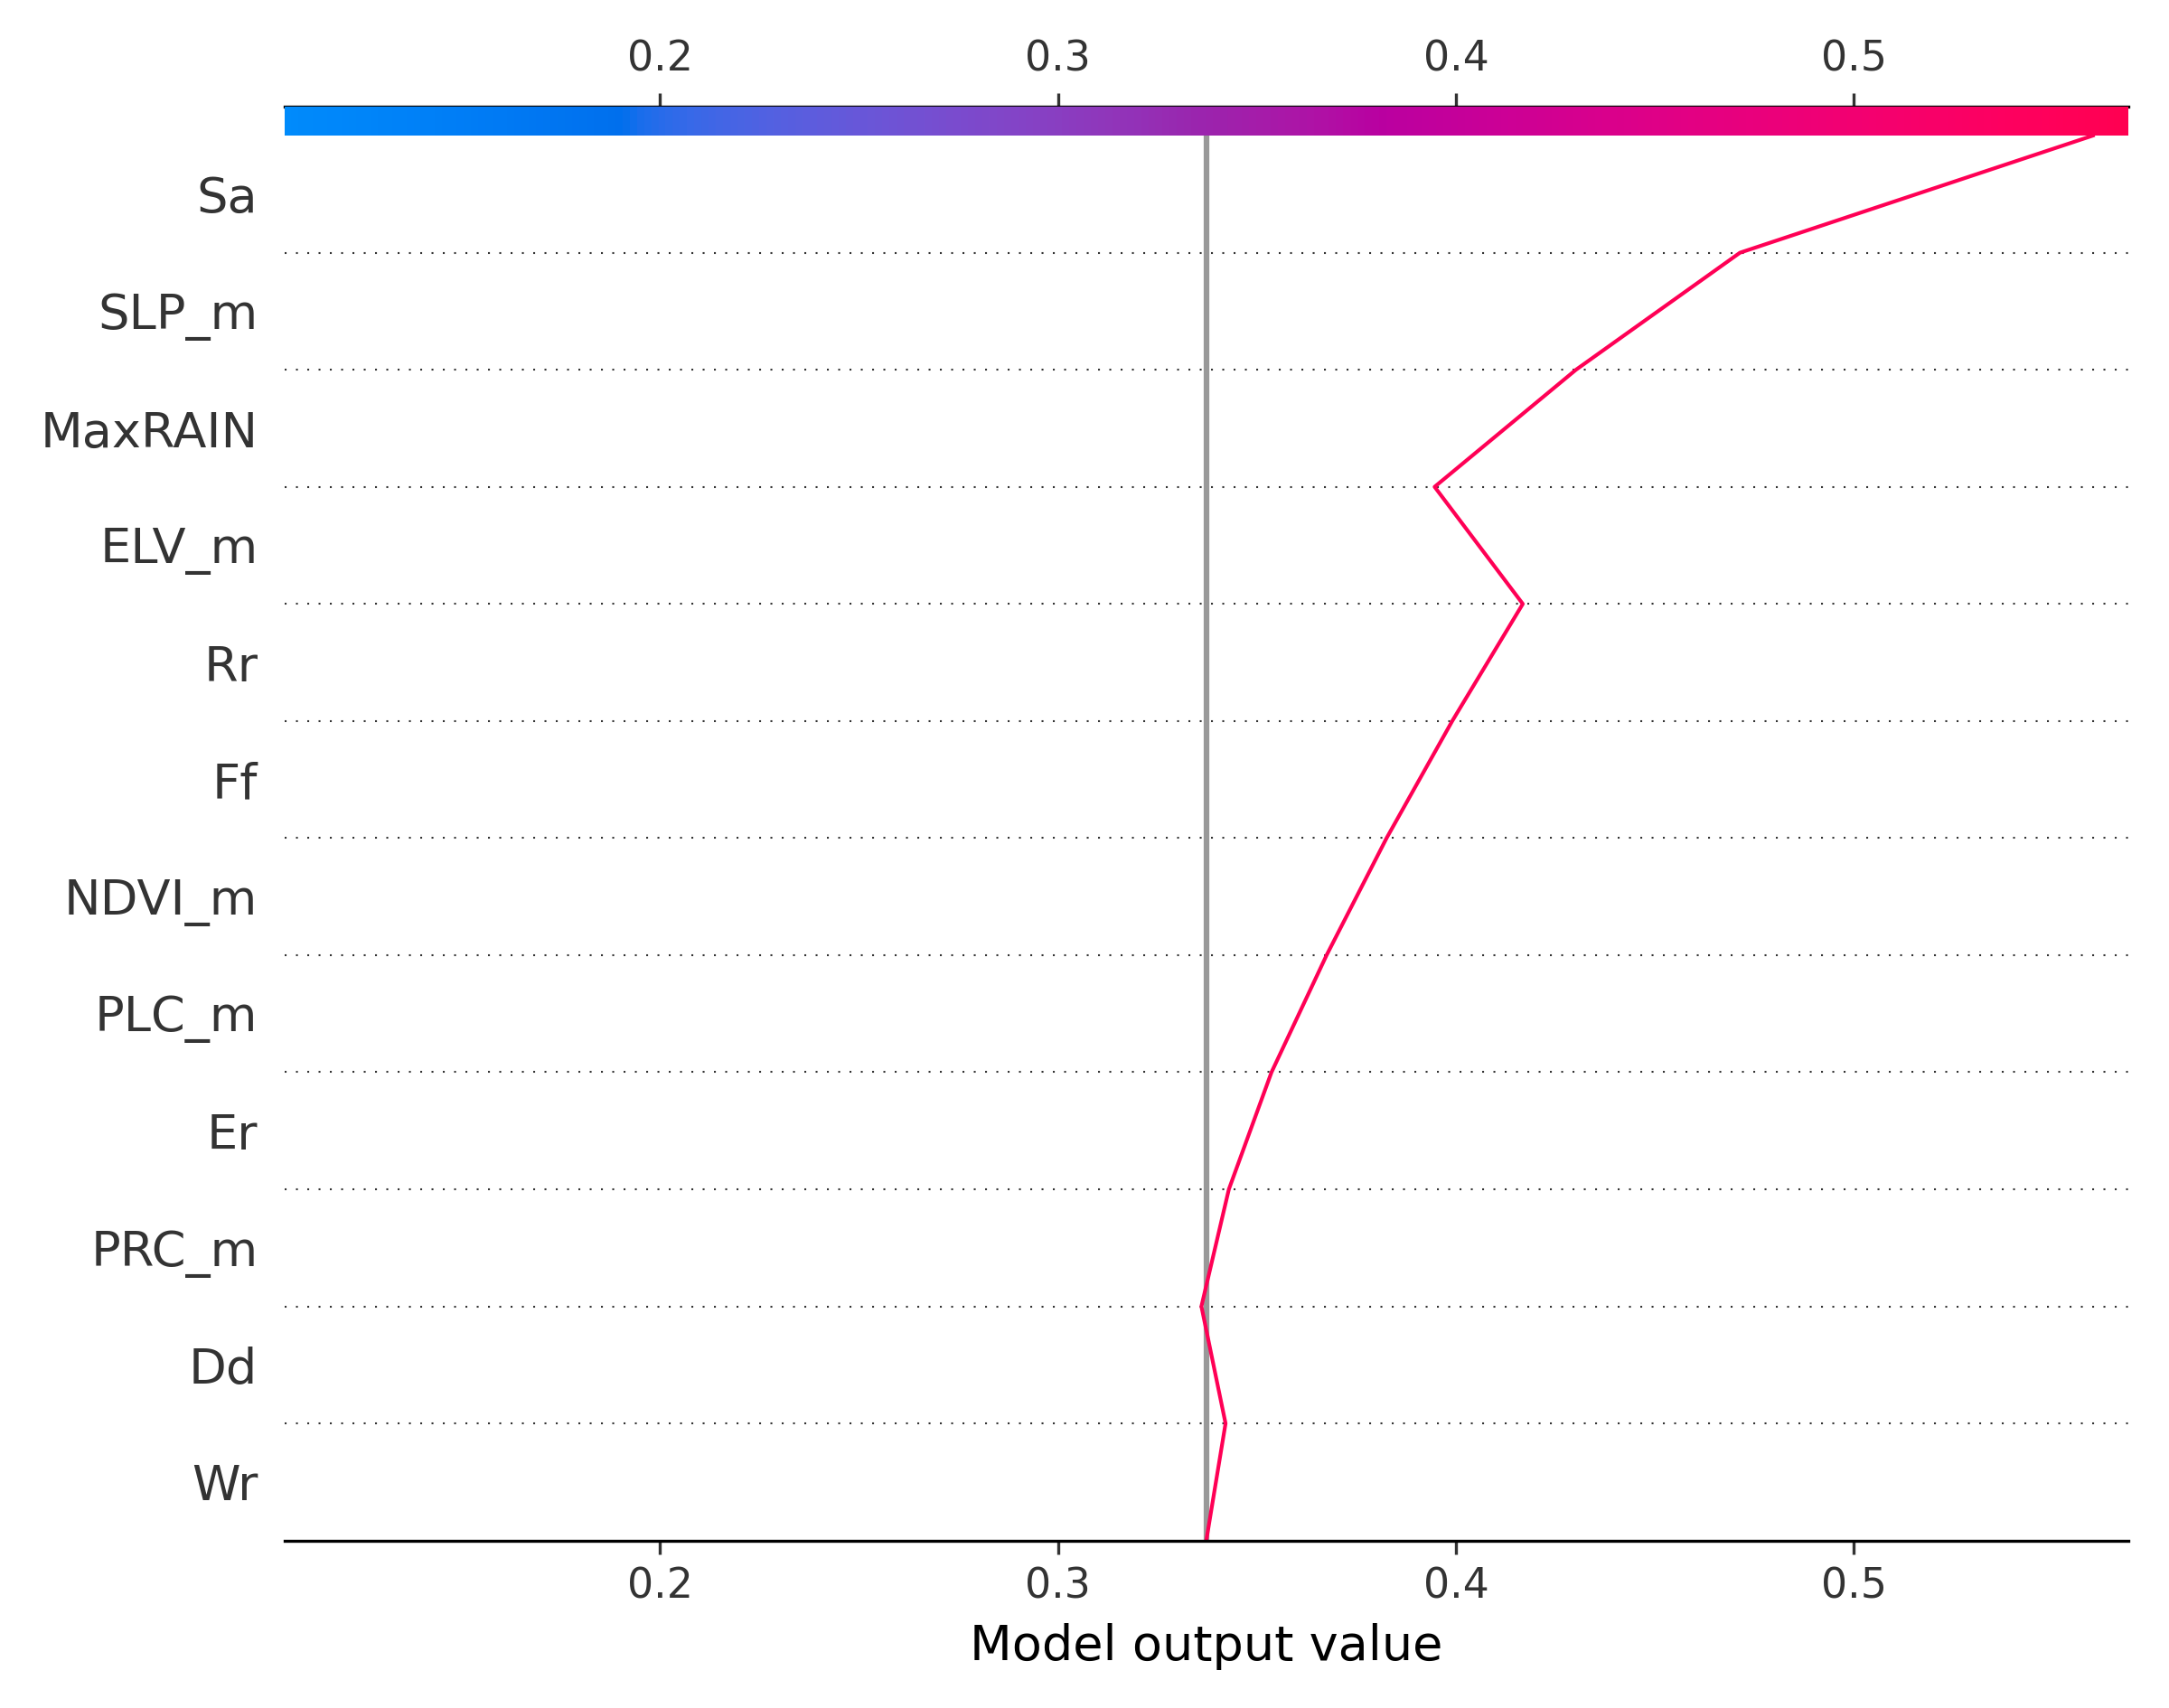 0.2 0.3 0.4 0.5
Sa
SLP_m
MaxRAIN
ELV_m
Rr
Ff
NDVI_m
PLC_m
Er
PRC_m
Dd
Wr
0.2 0.3 0.4 0.5
Model output value